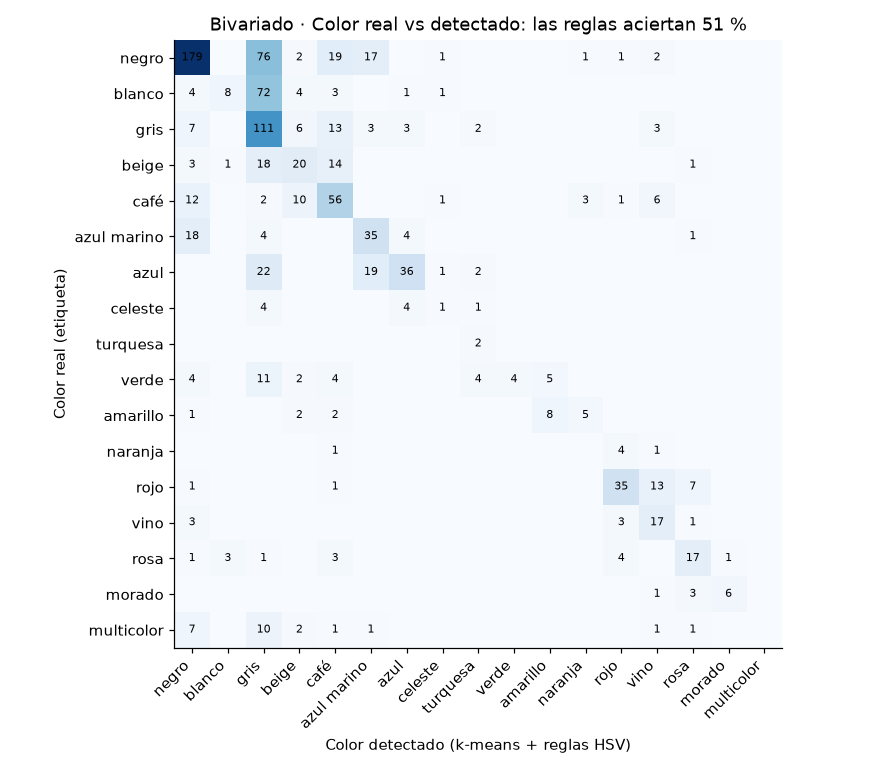 Bivariado · Color real vs detectado: las reglas aciertan 51 %
Color real (etiqueta)
negro 179 76 2 19 17 1 1 1 2
blanco 4 8 72 4 3 1 1
gris 7 111 6 13 3 3 2 3
beige 3 1 18 20 14 1
café 12 2 10 56 1 3 1 6
azul marino 18 4 35 4 1
azul 22 19 36 1 2
celeste 4 4 1 1
turquesa 2
verde 4 11 2 4 4 4 5
amarillo 1 2 2 8 5
naranja 1 4 1
rojo 1 1 35 13 7
vino 3 3 17 1
rosa 1 3 1 3 4 17 1
morado 1 3 6
multicolor 7 10 2 1 1 1 1
negro blanco gris beige café azul marino azul celeste turquesa verde amarillo naranja rojo vino rosa morado multicolor
Color detectado (k-means + reglas HSV)